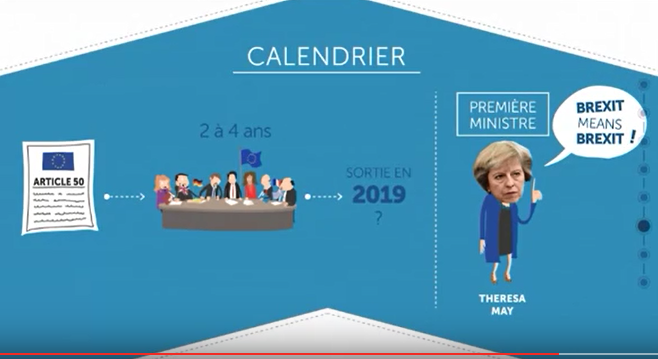 CALENDRIER
ARTICLE 50
2 à 4 ans
SORTIE EN
2019
?
PREMIÈRE
MINISTRE
BREXIT
MEANS
BREXIT !
THERESA
MAY